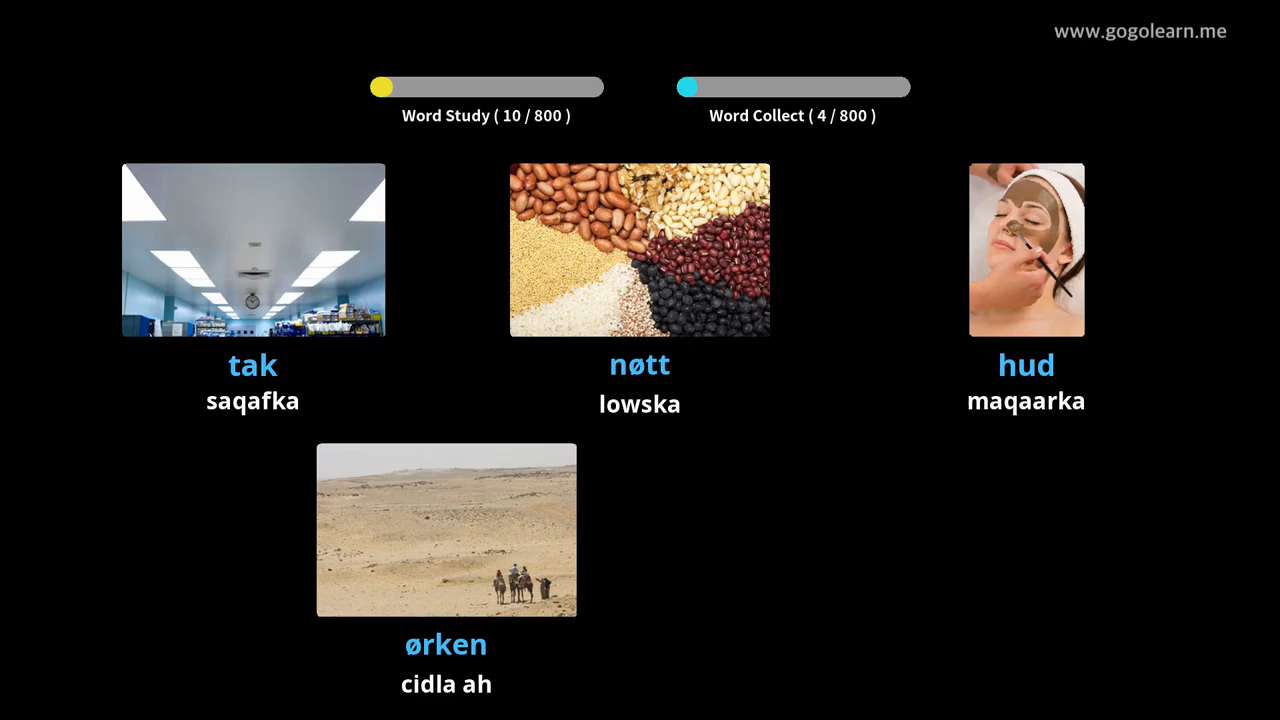 www.gogolearn.me
Word Study ( 10 / 800 )
Word Collect ( 4 / 800 )
tak
saqafka
nøtt
lowska
hud
maqaarka
ørken
cidla ah